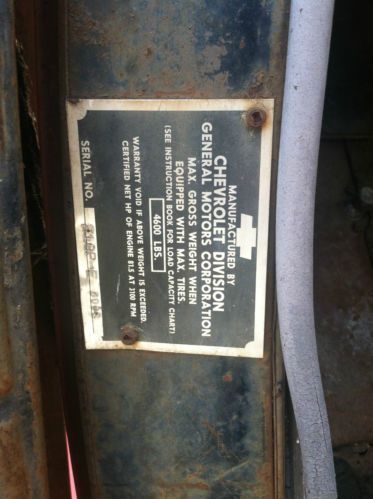 MANUFACTURED BY
CHEVROLET DIVISION
GENERAL MOTORS CORPORATION
MAX. GROSS WEIGHT WHEN
EQUIPPED WITH MAX. TIRES.
(SEE INSTRUCTION BOOK FOR LOAD CAPACITY CHART)
4600 LBS.
WARRANTY VOID IF ABOVE WEIGHT IS EXCEEDED.
CERTIFIED NET HP OF ENGINE 81.5 AT 3100 RPM
SERIAL NO.